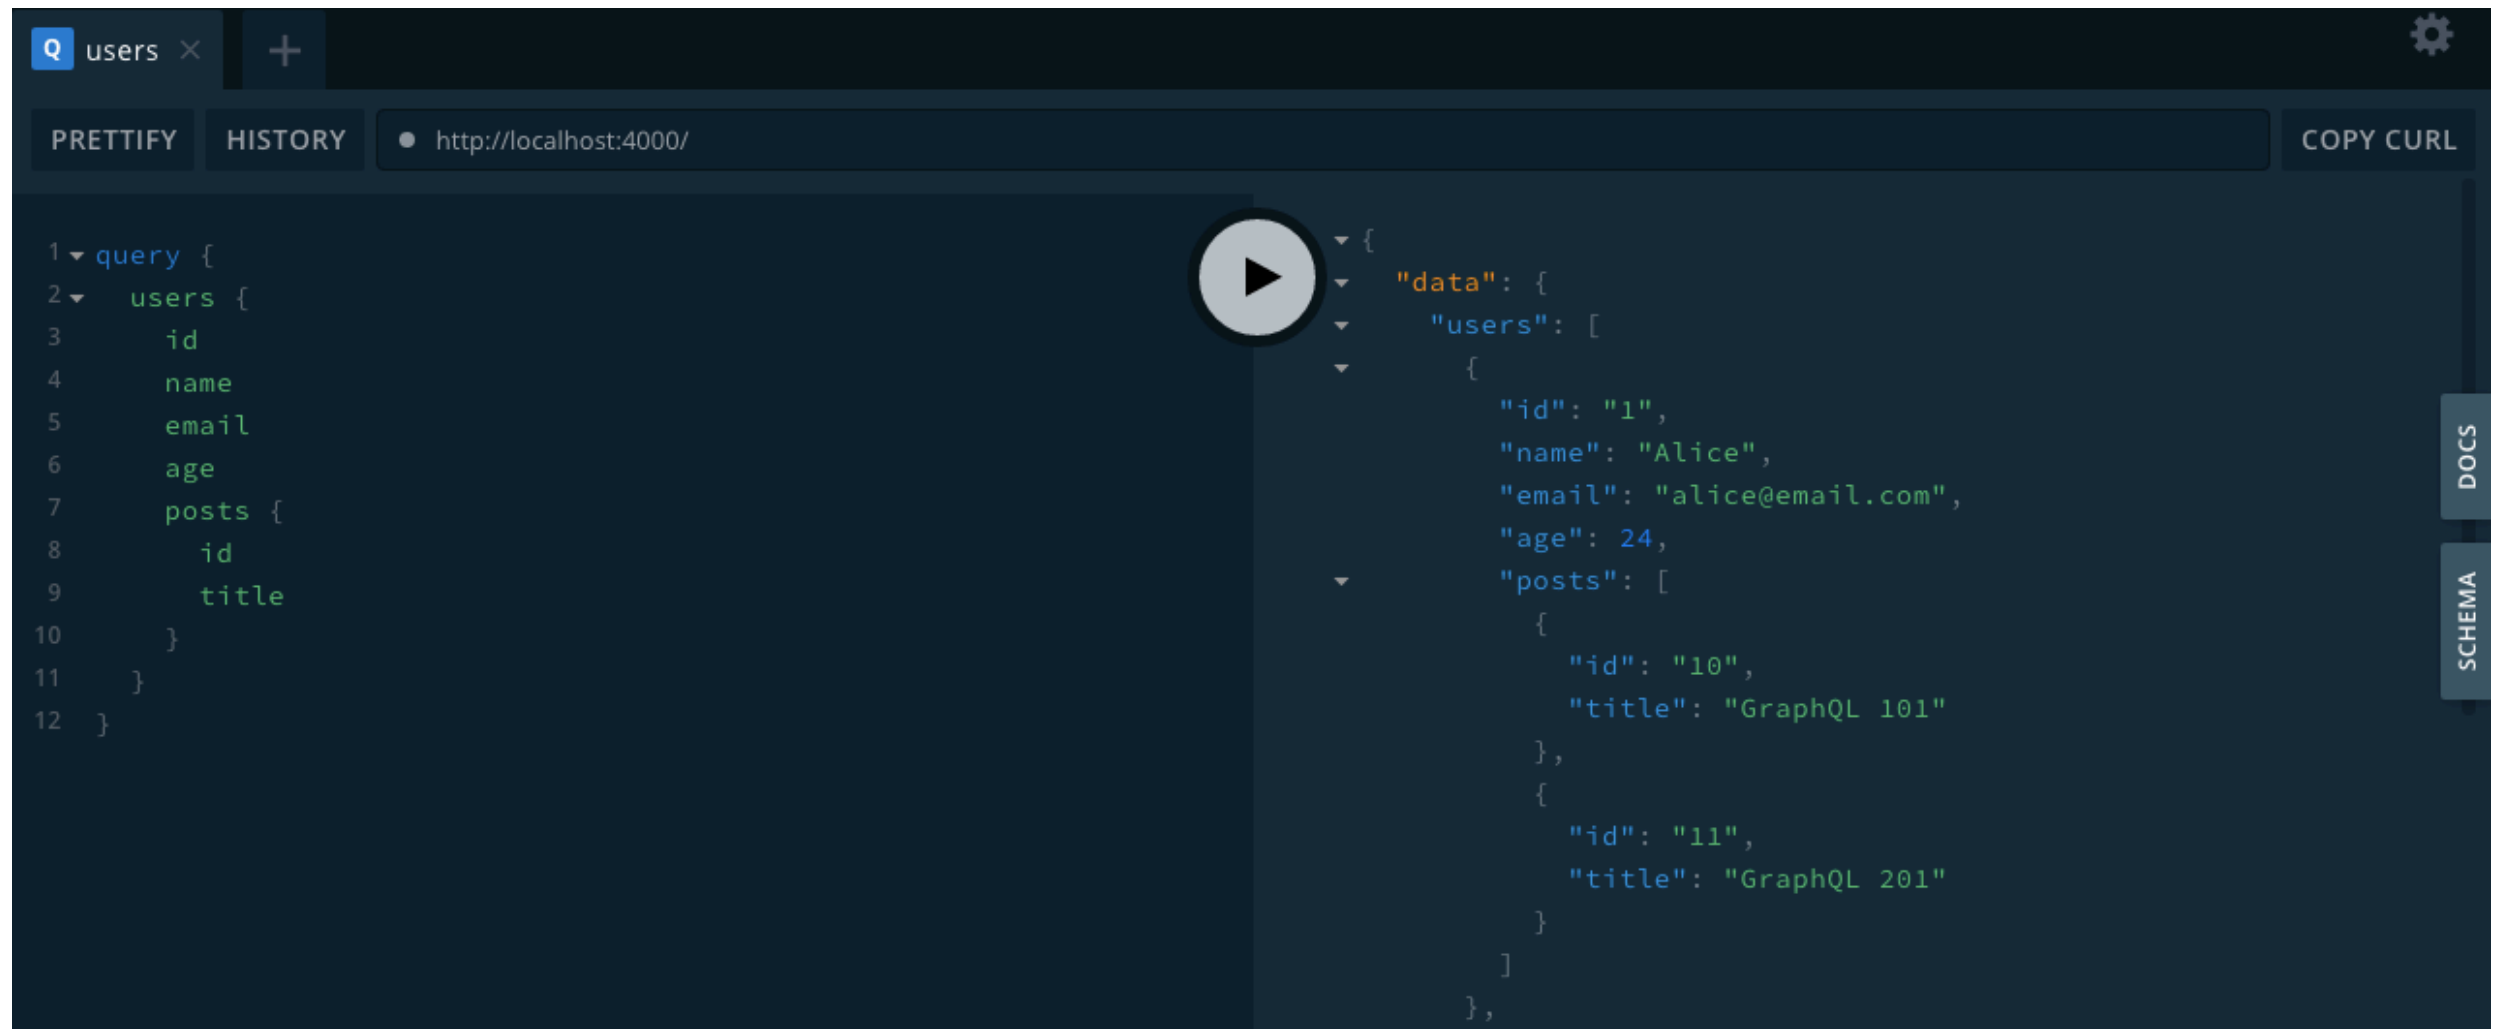 Q users × +
PRETTIFY HISTORY http://localhost:4000/ COPY CURL
1 query {
2 users {
3 id
4 name
5 email
6 age
7 posts {
8 id
9 title
10 }
11 }
12 }
{
"data": {
"users": [
{
"id": "1",
"name": "Alice",
"email": "alice@email.com",
"age": 24,
"posts": [
{
"id": "10",
"title": "GraphQL 101"
},
{
"id": "11",
"title": "GraphQL 201"
}
]
},
DOCS
SCHEMA